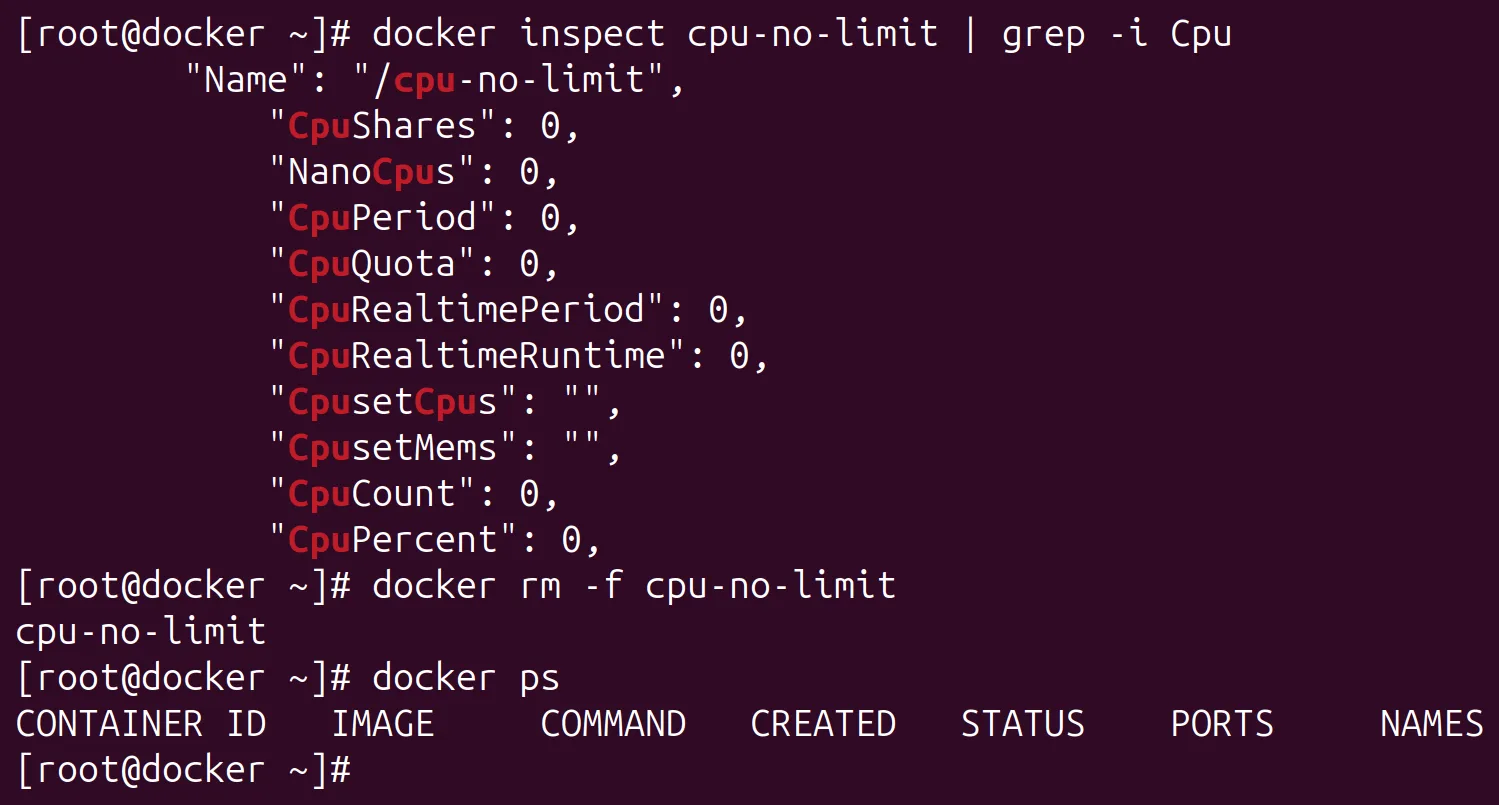 [root@docker ~]# docker inspect cpu-no-limit | grep -i Cpu
        "Name": "/cpu-no-limit",
            "CpuShares": 0,
            "NanoCpus": 0,
            "CpuPeriod": 0,
            "CpuQuota": 0,
            "CpuRealtimePeriod": 0,
            "CpuRealtimeRuntime": 0,
            "CpusetCpus": "",
            "CpusetMems": "",
            "CpuCount": 0,
            "CpuPercent": 0,
[root@docker ~]# docker rm -f cpu-no-limit
cpu-no-limit
[root@docker ~]# docker ps
CONTAINER ID   IMAGE     COMMAND   CREATED   STATUS    PORTS     NAMES
[root@docker ~]#